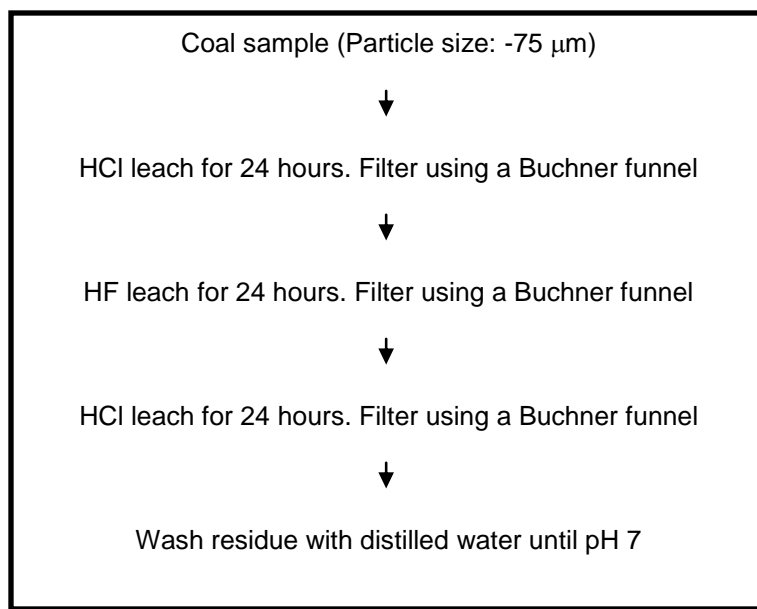 Coal sample (Particle size: -75 μm)
HCl leach for 24 hours. Filter using a Buchner funnel
HF leach for 24 hours. Filter using a Buchner funnel
HCl leach for 24 hours. Filter using a Buchner funnel
Wash residue with distilled water until pH 7